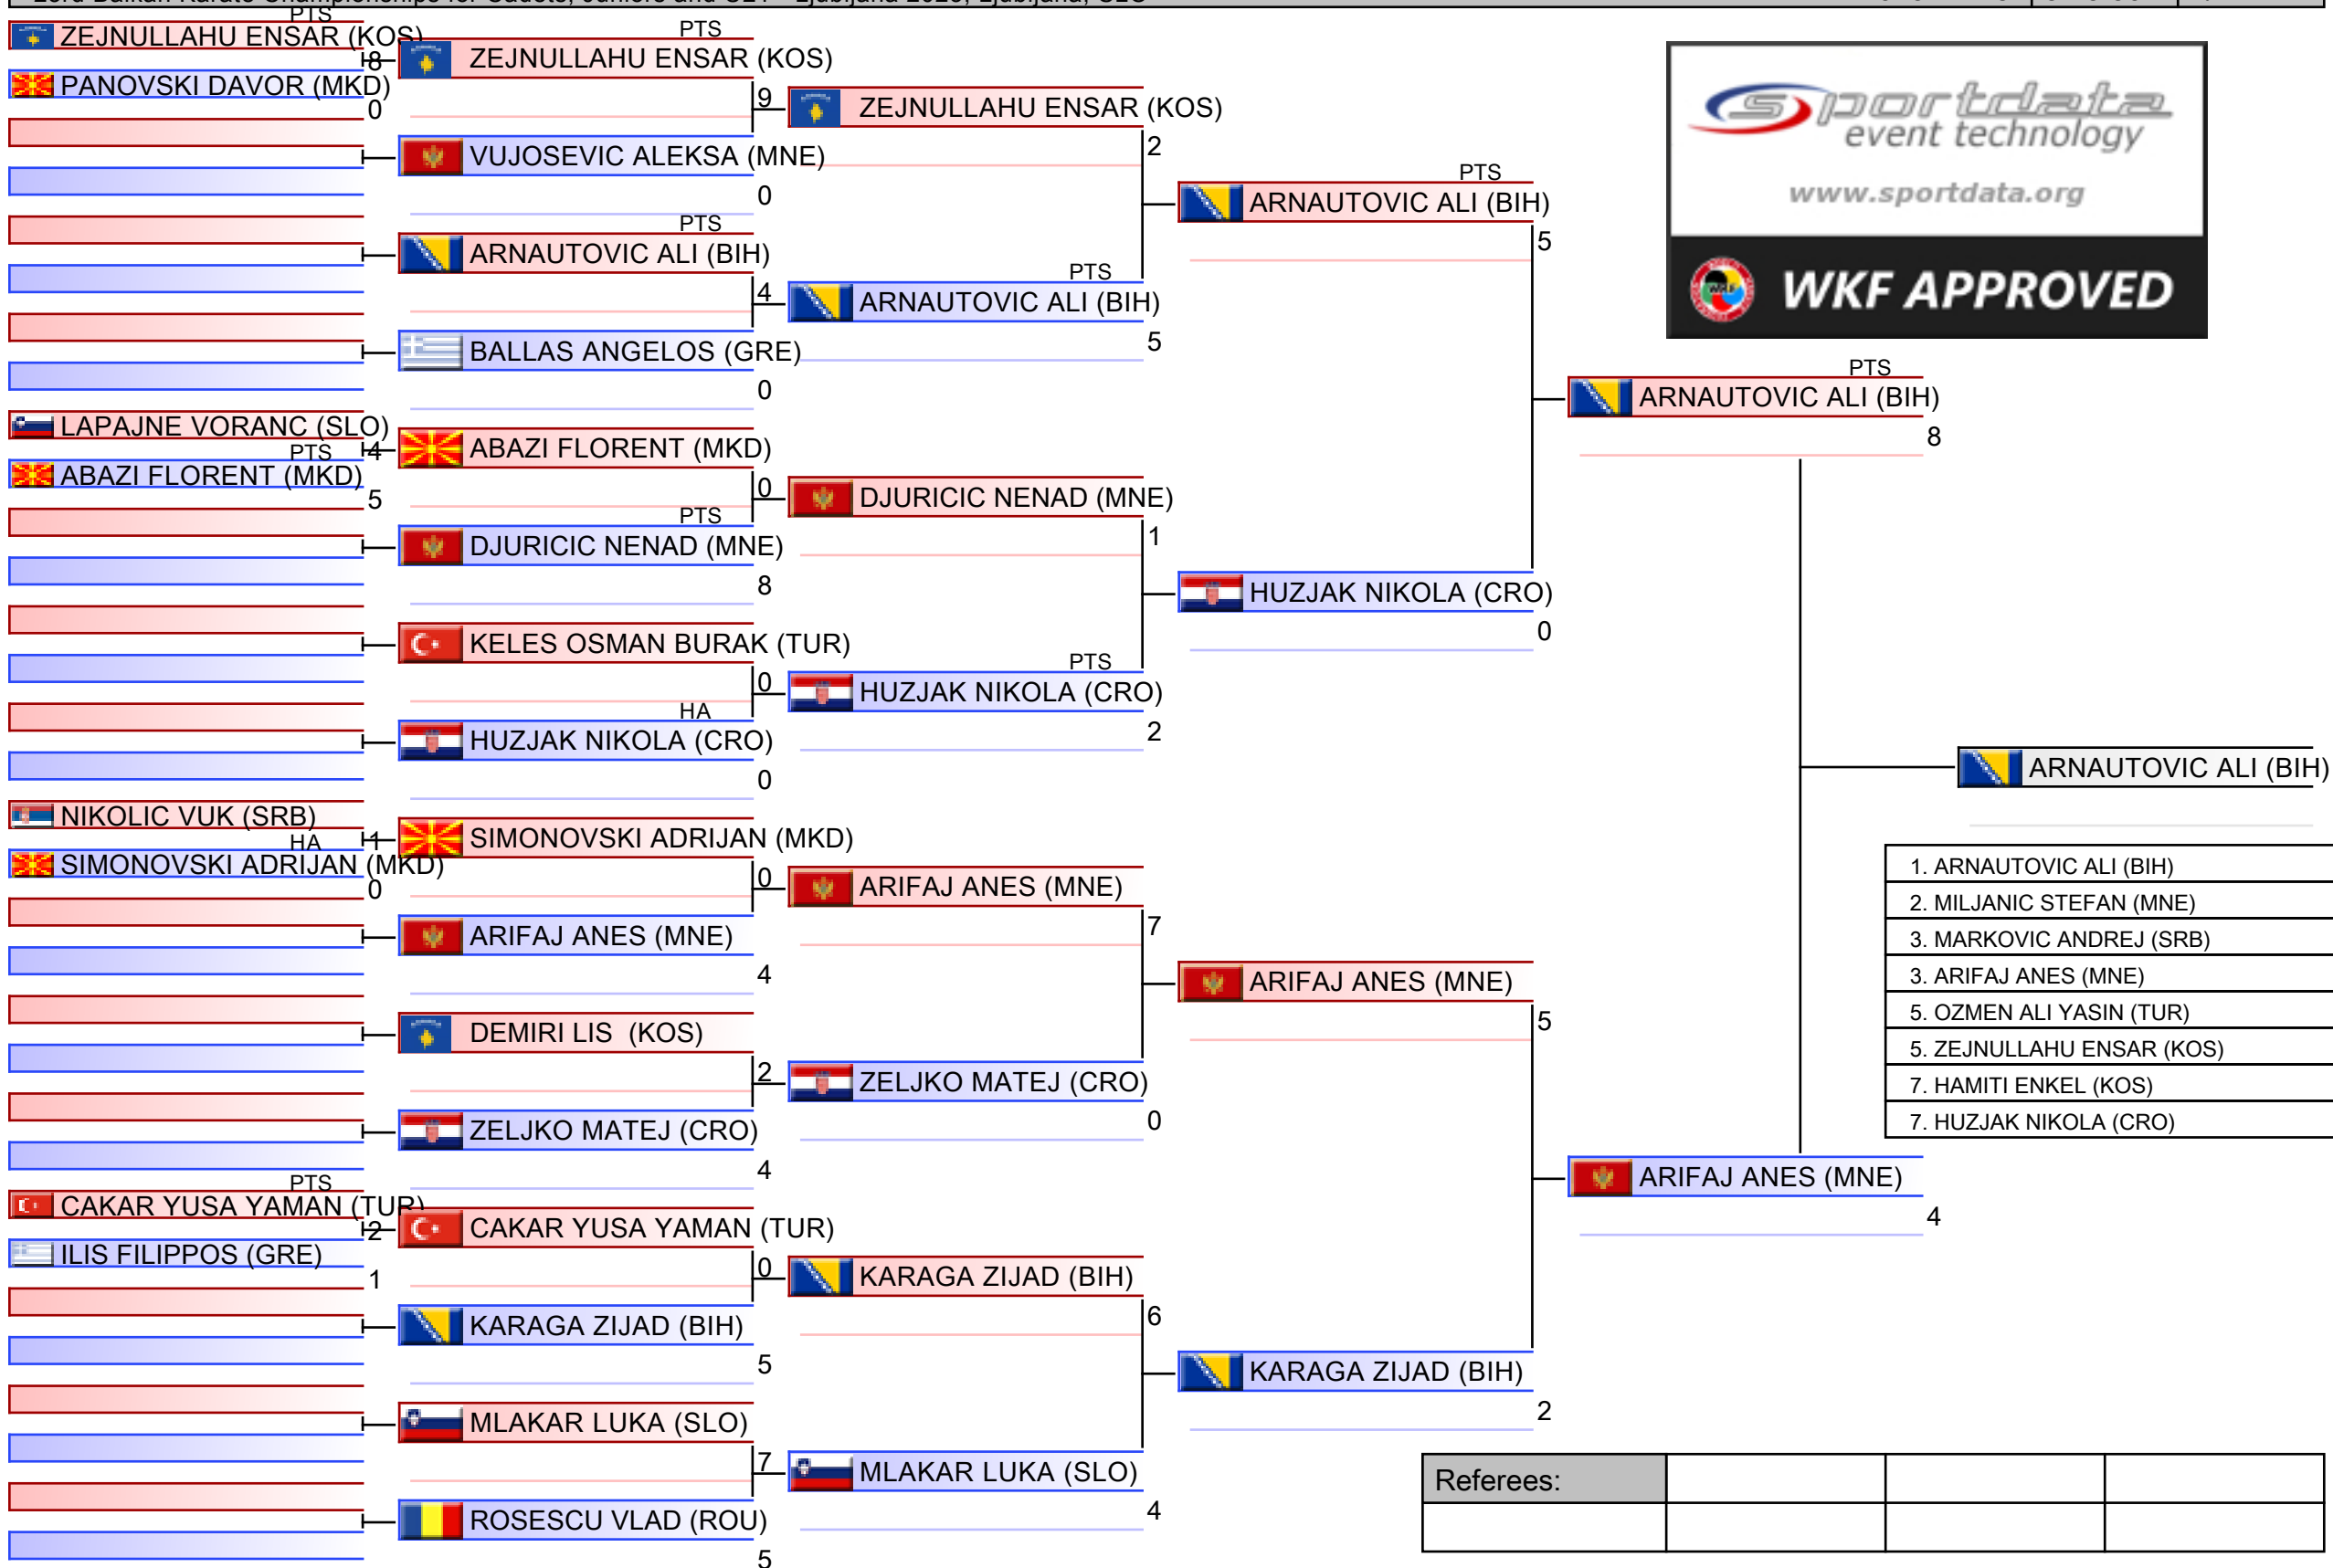 PTS
ZEJNULLAHU ENSAR (KOS)
8
PANOVSKI DAVOR (MKD)
0
LAPAJNE VORANC (SLO)
4
PTS
ABAZI FLORENT (MKD)
5
NIKOLIC VUK (SRB)
1
HA
SIMONOVSKI ADRIJAN (MKD)
0
PTS
CAKAR YUSA YAMAN (TUR)
2
ILIS FILIPPOS (GRE)
1
PTS
ZEJNULLAHU ENSAR (KOS)
9
VUJOSEVIC ALEKSA (MNE)
0
PTS
ARNAUTOVIC ALI (BIH)
4
BALLAS ANGELOS (GRE)
0
ABAZI FLORENT (MKD)
0
PTS
DJURICIC NENAD (MNE)
8
KELES OSMAN BURAK (TUR)
0
HA
HUZJAK NIKOLA (CRO)
0
SIMONOVSKI ADRIJAN (MKD)
0
ARIFAJ ANES (MNE)
4
DEMIRI LIS (KOS)
2
ZELJKO MATEJ (CRO)
4
CAKAR YUSA YAMAN (TUR)
0
KARAGA ZIJAD (BIH)
5
MLAKAR LUKA (SLO)
7
ROSESCU VLAD (ROU)
5
ZEJNULLAHU ENSAR (KOS)
2
PTS
ARNAUTOVIC ALI (BIH)
5
DJURICIC NENAD (MNE)
1
PTS
HUZJAK NIKOLA (CRO)
2
ARIFAJ ANES (MNE)
7
ZELJKO MATEJ (CRO)
0
KARAGA ZIJAD (BIH)
6
MLAKAR LUKA (SLO)
4
PTS
ARNAUTOVIC ALI (BIH)
5
HUZJAK NIKOLA (CRO)
0
ARIFAJ ANES (MNE)
5
KARAGA ZIJAD (BIH)
2
sportdata
event technology
www.sportdata.org
WKF APPROVED
PTS
ARNAUTOVIC ALI (BIH)
8
ARIFAJ ANES (MNE)
4
ARNAUTOVIC ALI (BIH)
1. ARNAUTOVIC ALI (BIH)
2. MILJANIC STEFAN (MNE)
3. MARKOVIC ANDREJ (SRB)
3. ARIFAJ ANES (MNE)
5. OZMEN ALI YASIN (TUR)
5. ZEJNULLAHU ENSAR (KOS)
7. HAMITI ENKEL (KOS)
7. HUZJAK NIKOLA (CRO)
Referees: